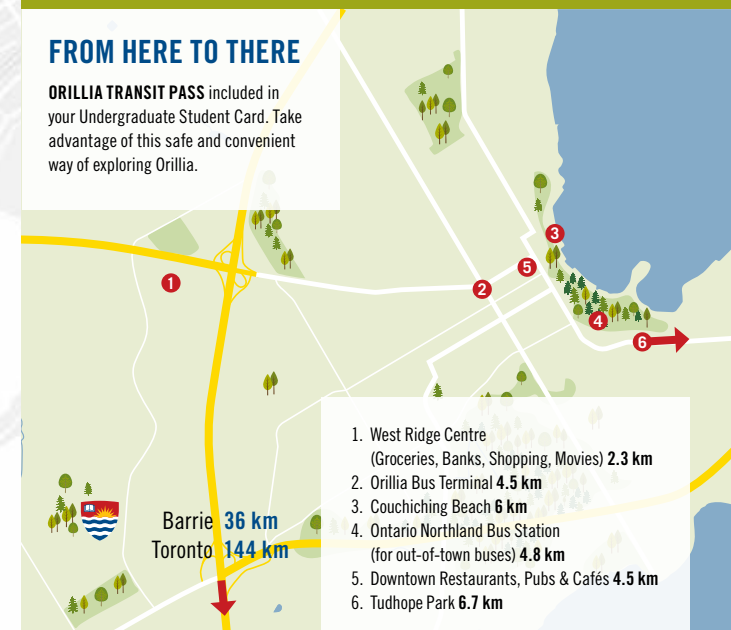 FROM HERE TO THERE
ORILLIA TRANSIT PASS included in
your Undergraduate Student Card. Take
advantage of this safe and convenient
way of exploring Orillia.
3
5
1
2
4
6
Barrie 36 km
Toronto 144 km
1. West Ridge Centre
(Groceries, Banks, Shopping, Movies) 2.3 km
2. Orillia Bus Terminal 4.5 km
3. Couchiching Beach 6 km
4. Ontario Northland Bus Station
(for out-of-town buses) 4.8 km
5. Downtown Restaurants, Pubs & Cafés 4.5 km
6. Tudhope Park 6.7 km